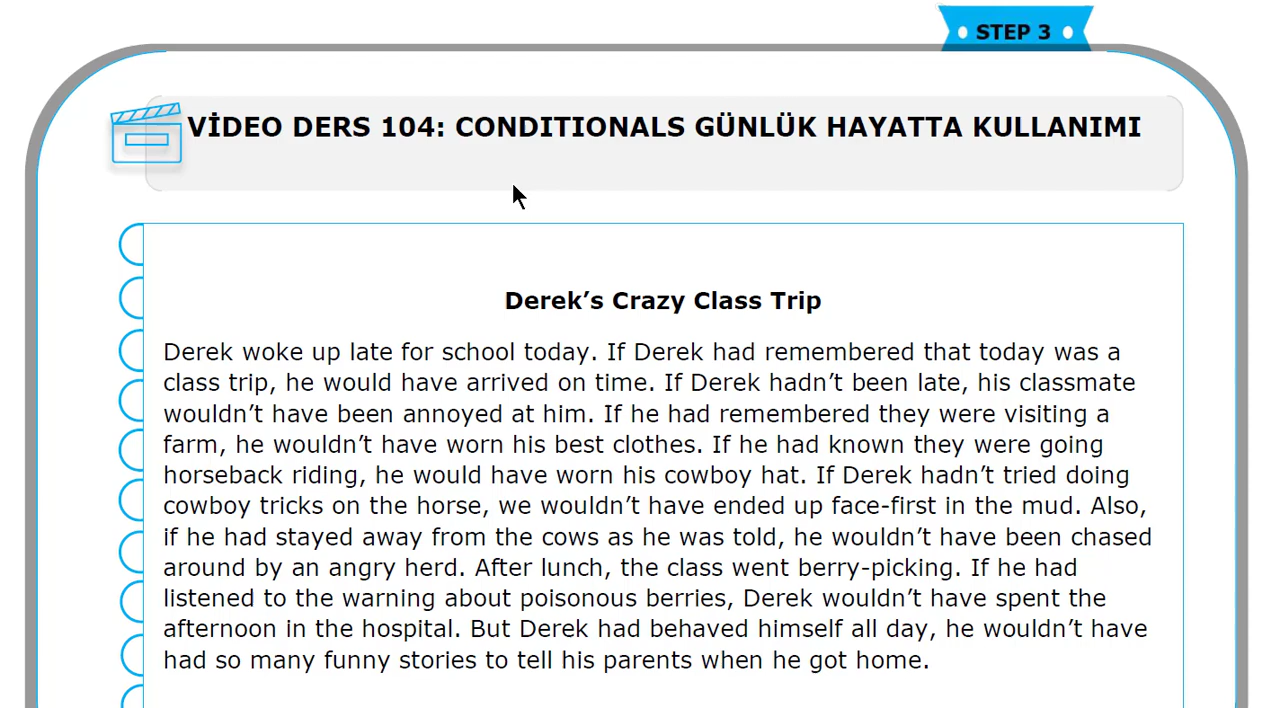 STEP 3
VİDEO DERS 104: CONDITIONALS GÜNLÜK HAYATTA KULLANIMI
Derek’s Crazy Class Trip
Derek woke up late for school today. If Derek had remembered that today was a
class trip, he would have arrived on time. If Derek hadn’t been late, his classmate
wouldn’t have been annoyed at him. If he had remembered they were visiting a
farm, he wouldn’t have worn his best clothes. If he had known they were going
horseback riding, he would have worn his cowboy hat. If Derek hadn’t tried doing
cowboy tricks on the horse, we wouldn’t have ended up face-first in the mud. Also,
if he had stayed away from the cows as he was told, he wouldn’t have been chased
around by an angry herd. After lunch, the class went berry-picking. If he had
listened to the warning about poisonous berries, Derek wouldn’t have spent the
afternoon in the hospital. But Derek had behaved himself all day, he wouldn’t have
had so many funny stories to tell his parents when he got home.